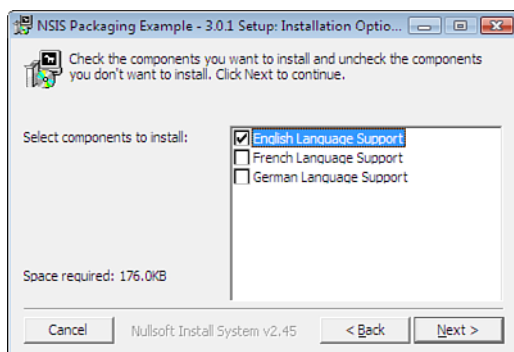 NSIS Packaging Example - 3.0.1 Setup: Installation Optio...
Check the components you want to install and uncheck the components
you don't want to install. Click Next to continue.
Select components to install:
English Language Support
French Language Support
German Language Support
Space required: 176.0KB
Cancel
Nullsoft Install System v2.45
< Back
Next >